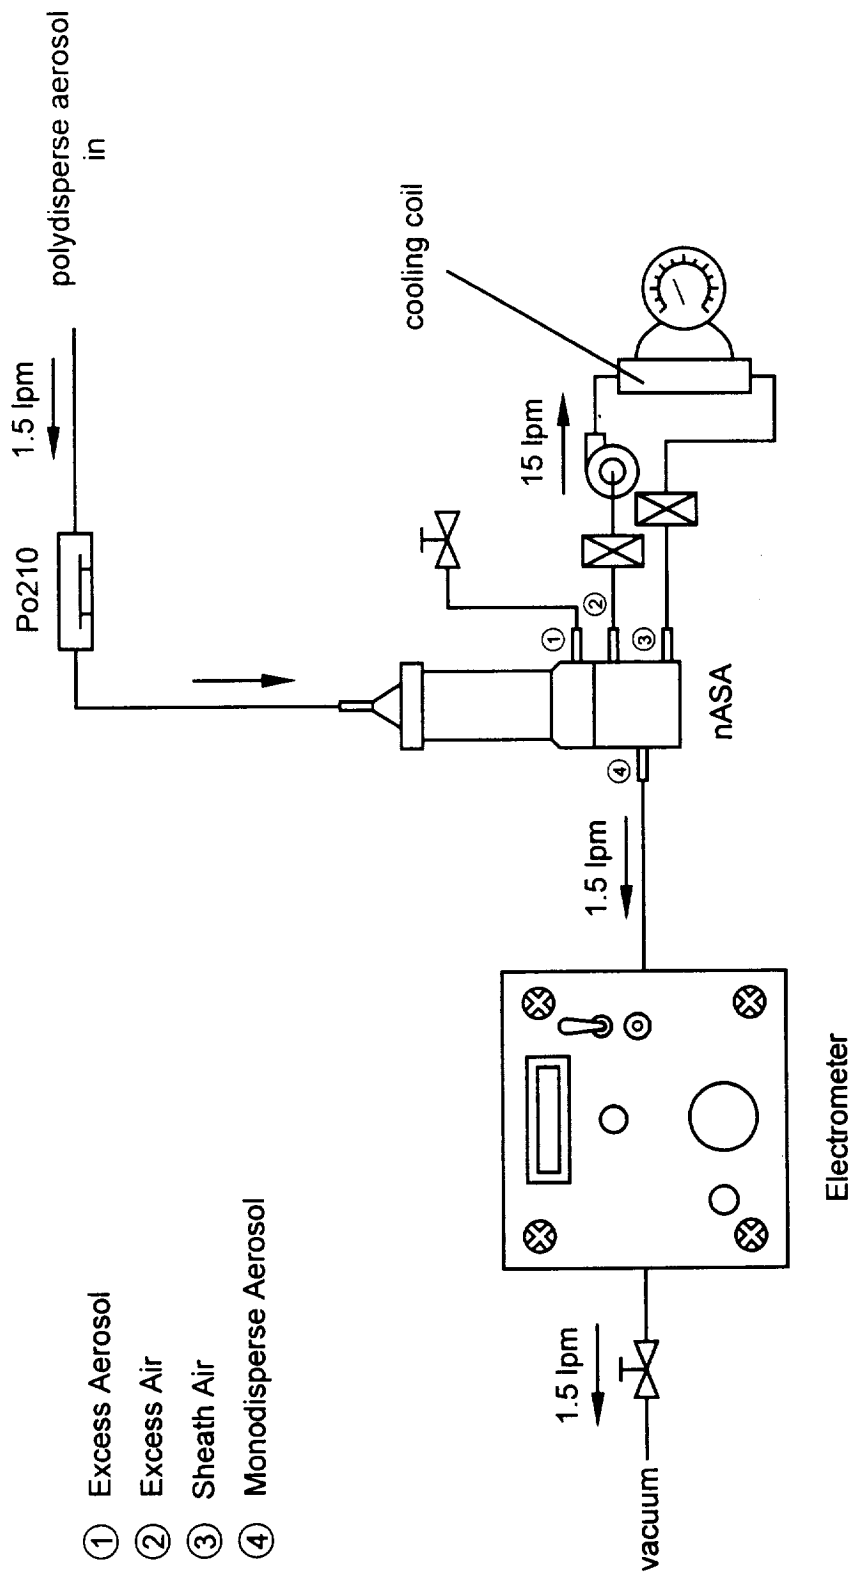 ① Excess Aerosol
② Excess Air
③ Sheath Air
④ Monodisperse Aerosol
Po210
1.5 lpm
polydisperse aerosol
in
cooling coil
15 lpm
①
②
③
④
nASA
1.5 lpm
Electrometer
1.5 lpm
vacuum